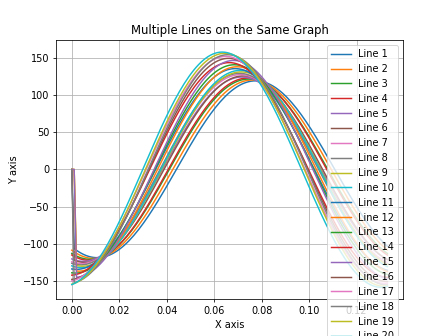 Multiple Lines on the Same Graph
Y axis
150
100
50
0
−50
−100
−150
0.00
0.02
0.04
0.06
0.08
0.10
X axis
Line 1
Line 2
Line 3
Line 4
Line 5
Line 6
Line 7
Line 8
Line 9
Line 10
Line 11
Line 12
Line 13
Line 14
Line 15
Line 16
Line 17
Line 18
Line 19
Line 20